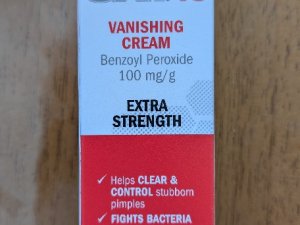 VANISHING
CREAM
Benzoyl Peroxide
100 mg/g
EXTRA
STRENGTH
✓ Helps CLEAR &
CONTROL stubborn
pimples
✓ FIGHTS BACTERIA